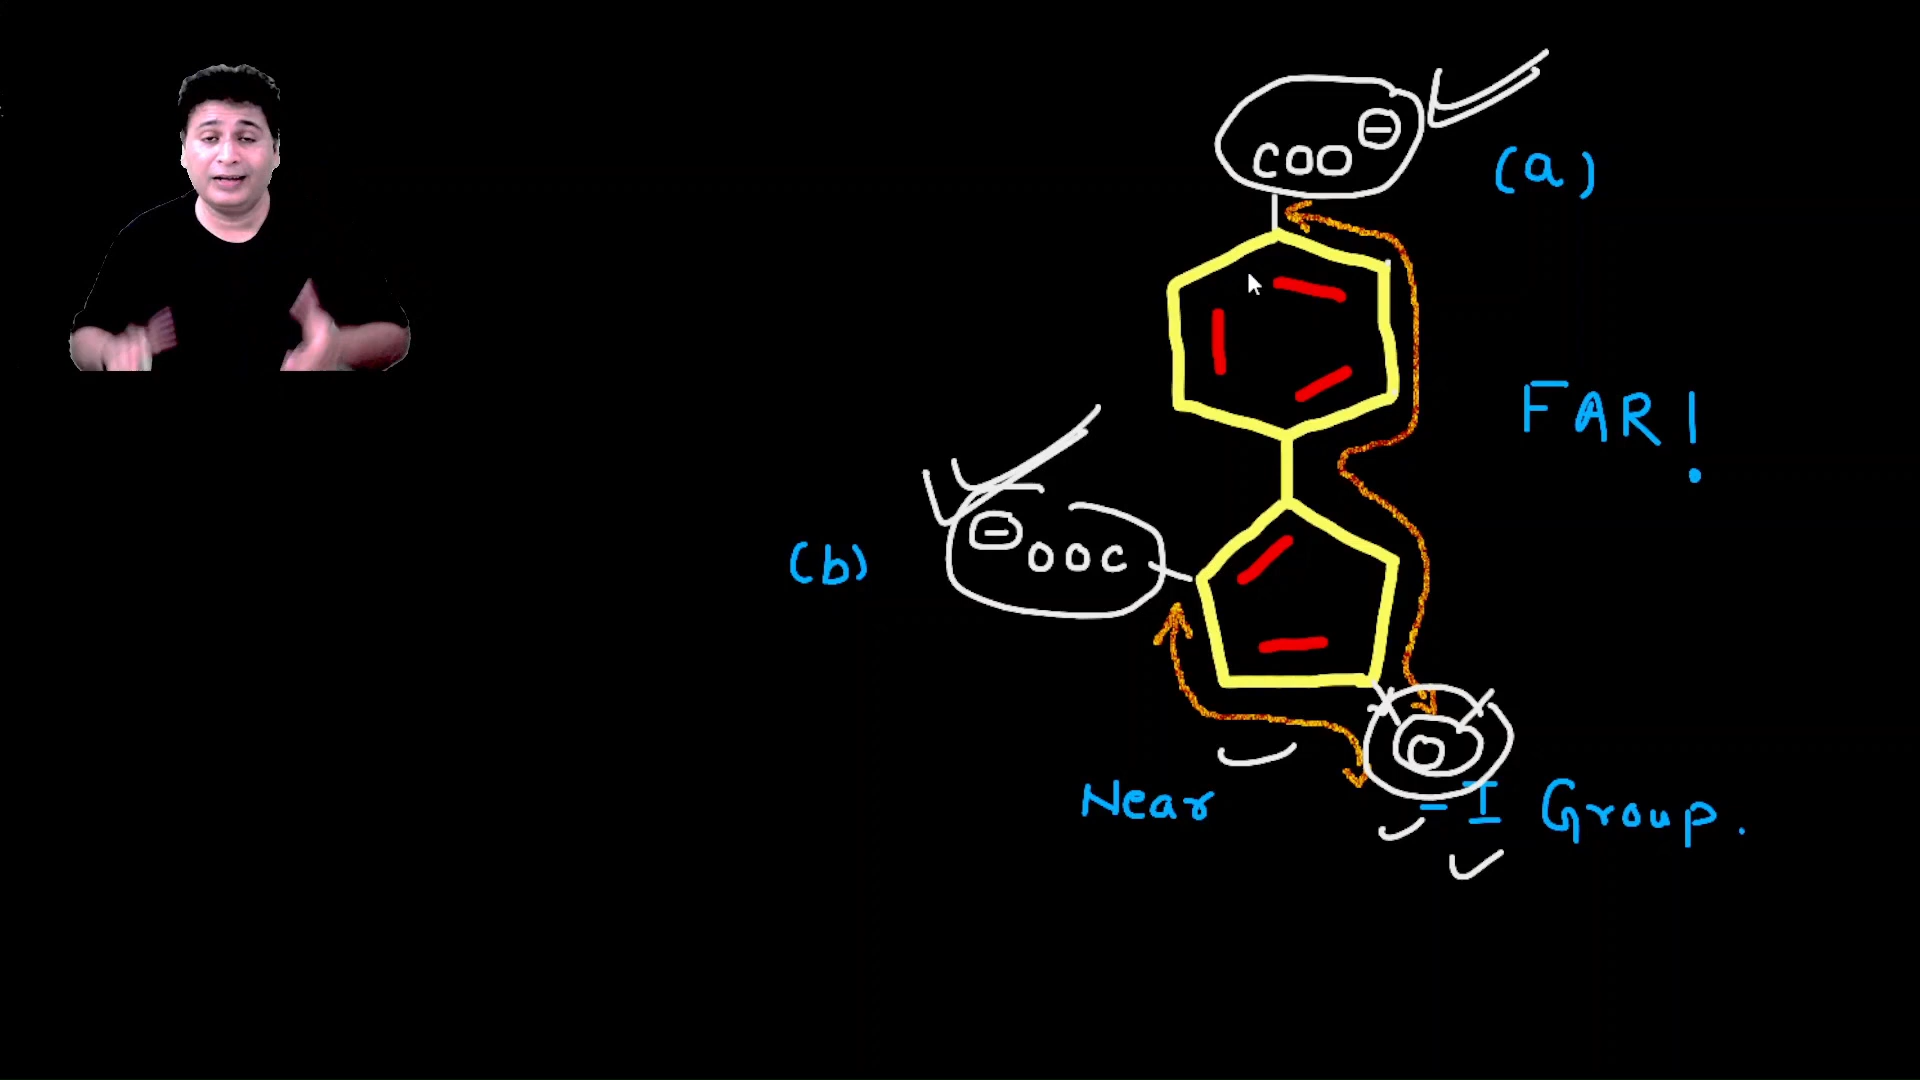 COO⊖
(a)
FAR!
(b)
⊖OOC
O
Near
-I Group.